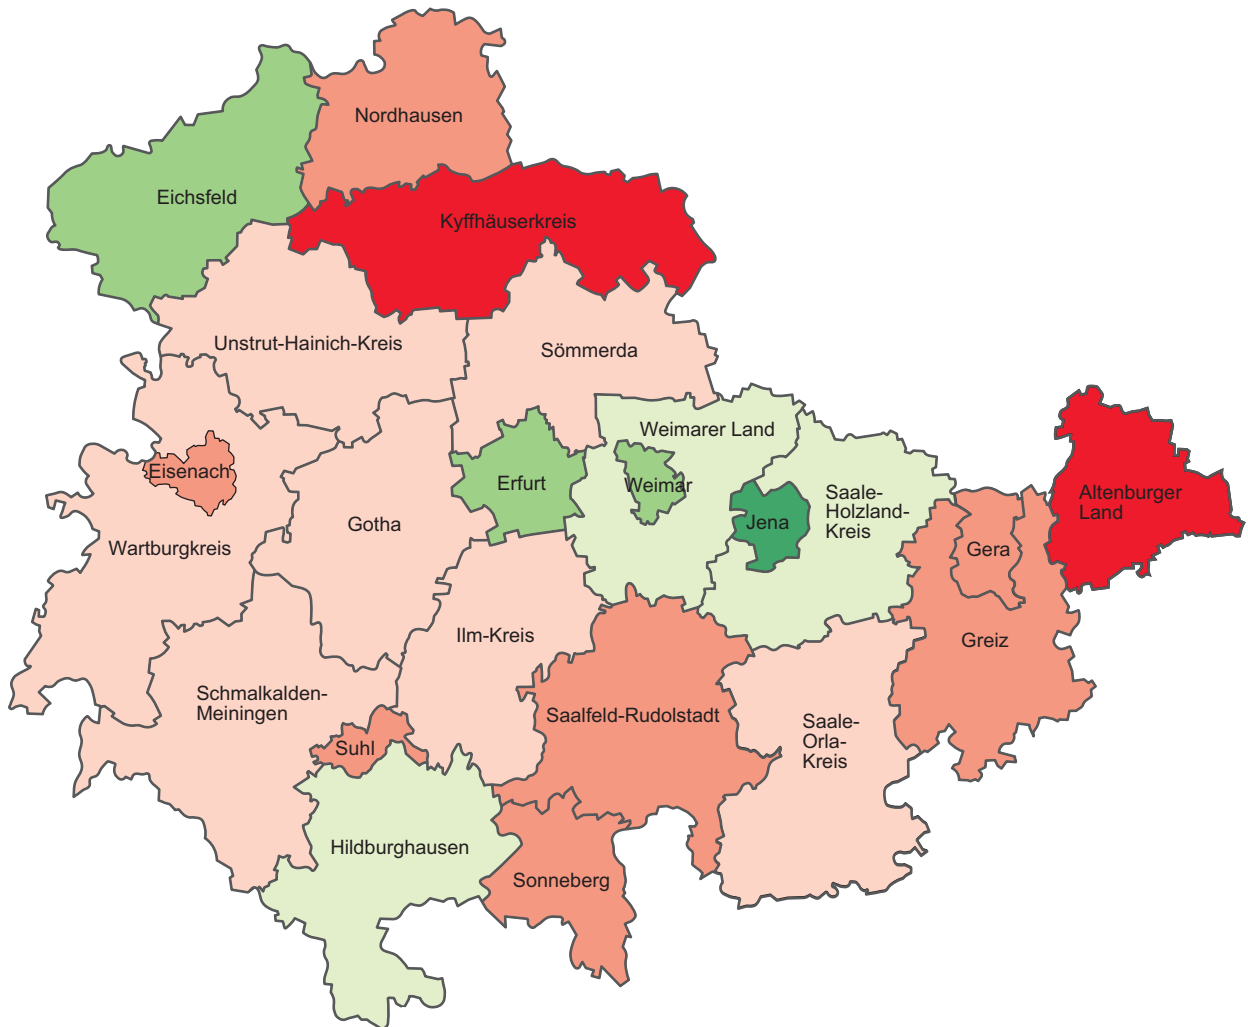 Nordhausen
Eichsfeld
Kyffhäuserkreis
Unstrut-Hainich-Kreis
Sömmerda
Weimarer Land
Eisenach
Erfurt
Weimar
Altenburger
Land
Saale-
Holzland-
Kreis
Gotha
Jena
Wartburgkreis
Gera
Ilm-Kreis
Greiz
Schmalkalden-
Meiningen
Saalfeld-Rudolstadt
Saale-
Orla-
Kreis
Suhl
Hildburghausen
Sonneberg